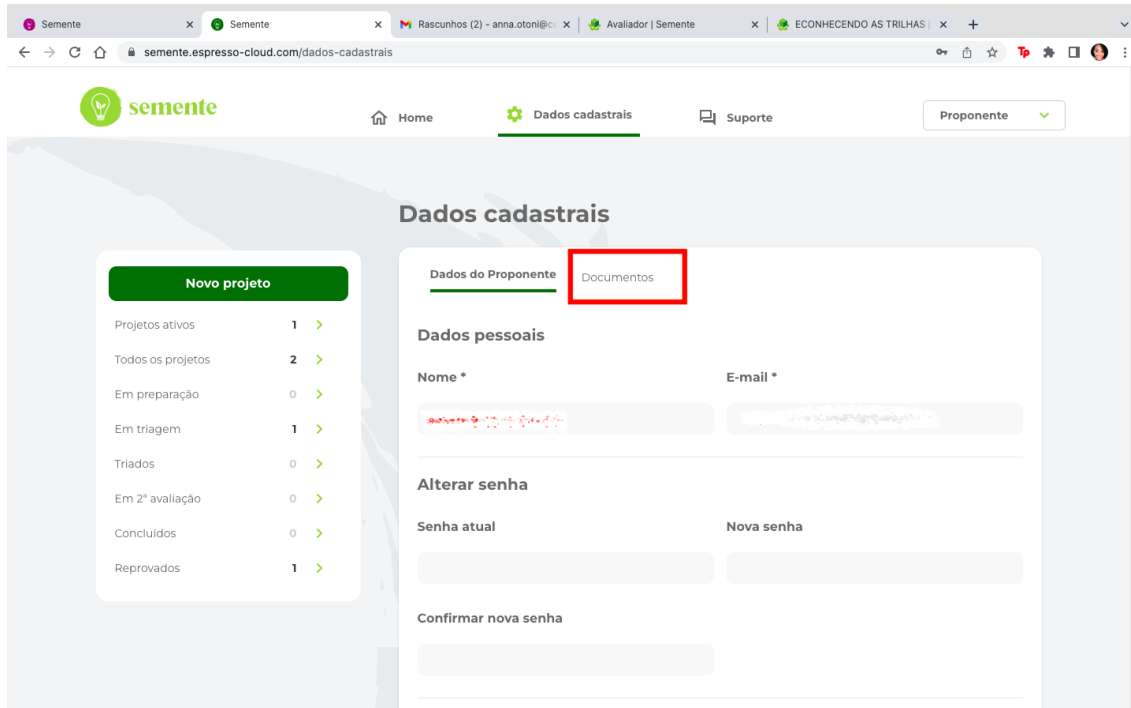 Semente
Semente
Rascunhos (2) - anna.otoni@c
Avaliador | Semente
ECONHECENDO AS TRILHAS |
semente.espresso-cloud.com/dados-cadastrais
Tp
semente
Home
Dados cadastrais
Suporte
Proponente
Dados cadastrais
Novo projeto
Projetos ativos 1
Todos os projetos 2
Em preparação 0
Em triagem 1
Triados 0
Em 2ª avaliação 0
Concluídos 0
Reprovados 1
Dados do Proponente
Documentos
Dados pessoais
Nome *
E-mail *
Alterar senha
Senha atual
Nova senha
Confirmar nova senha